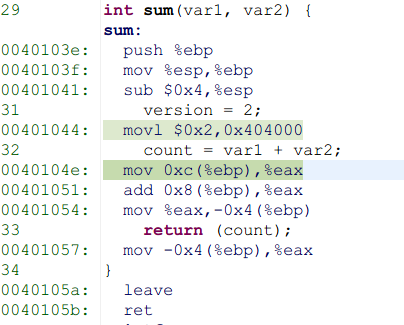 29 int sum(var1, var2) {
sum:
0040103e: push %ebp
0040103f: mov %esp,%ebp
00401041: sub $0x4,%esp
31 version = 2;
00401044: movl $0x2,0x404000
32 count = var1 + var2;
0040104e: mov 0xc(%ebp),%eax
00401051: add 0x8(%ebp),%eax
00401054: mov %eax,-0x4(%ebp)
33 return (count);
00401057: mov -0x4(%ebp),%eax
34 }
0040105a: leave
0040105b: ret